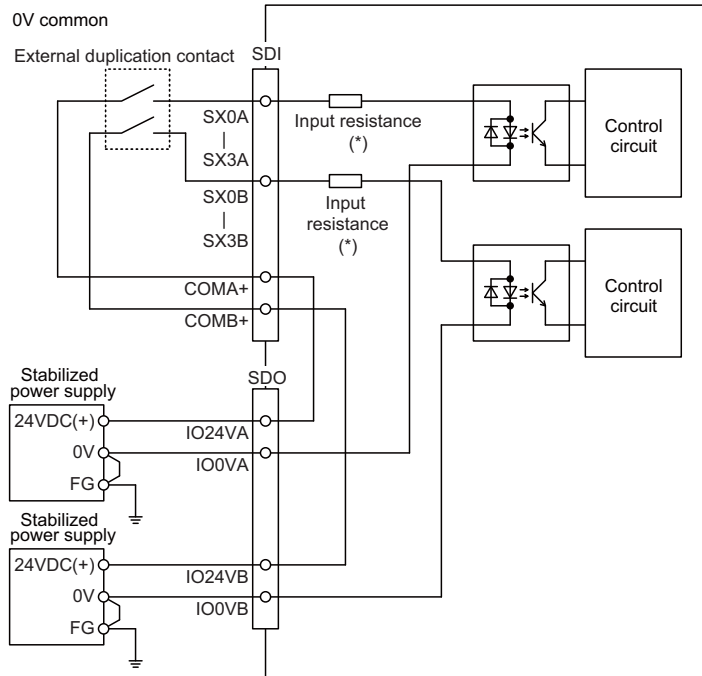 0V common
External duplication contact
SDI
SX0A
|
SX3A
SX0B
|
SX3B
COMA+
COMB+
Input resistance
(*)
Input
resistance
(*)
Control
circuit
Control
circuit
SDO
Stabilized
power supply
24VDC(+)
0V
FG
IO24VA
IO0VA
Stabilized
power supply
24VDC(+)
0V
FG
IO24VB
IO0VB